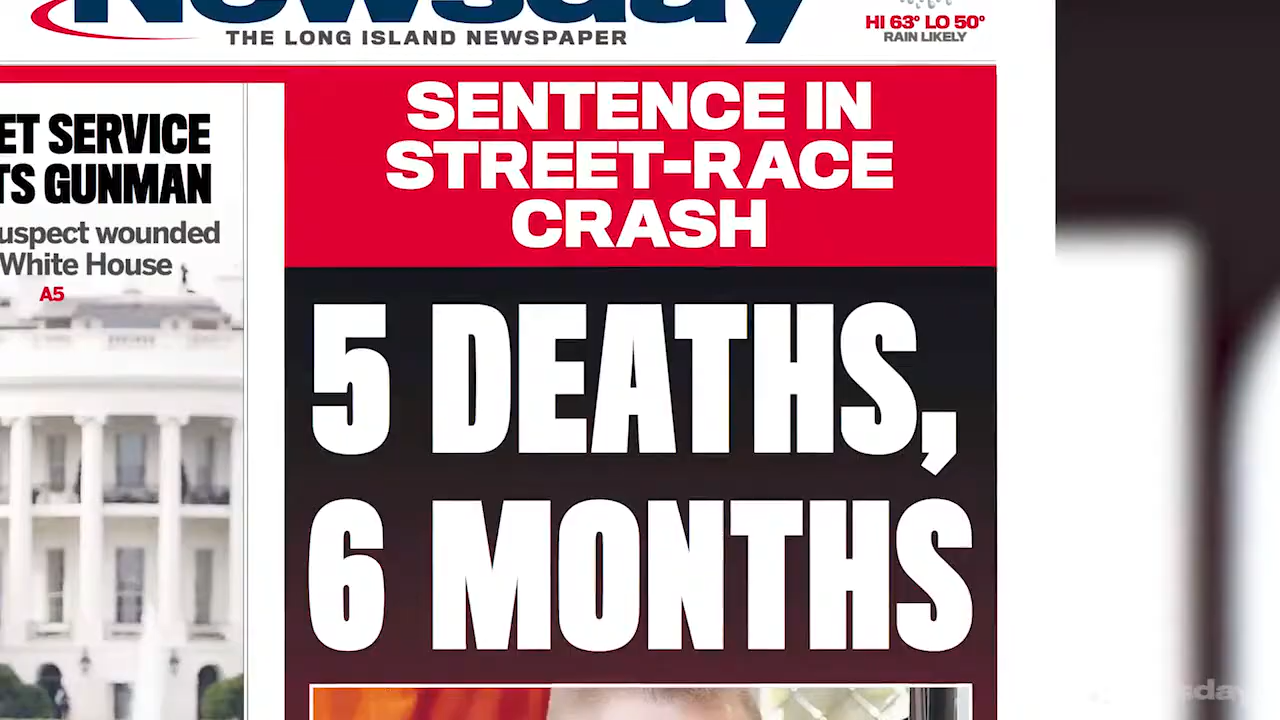 Newsday
THE LONG ISLAND NEWSPAPER
HI 63° LO 50°
RAIN LIKELY
ET SERVICE
TS GUNMAN
uspect wounded
White House
A5
SENTENCE IN
STREET-RACE
CRASH
5 DEATHS,
6 MONTHS